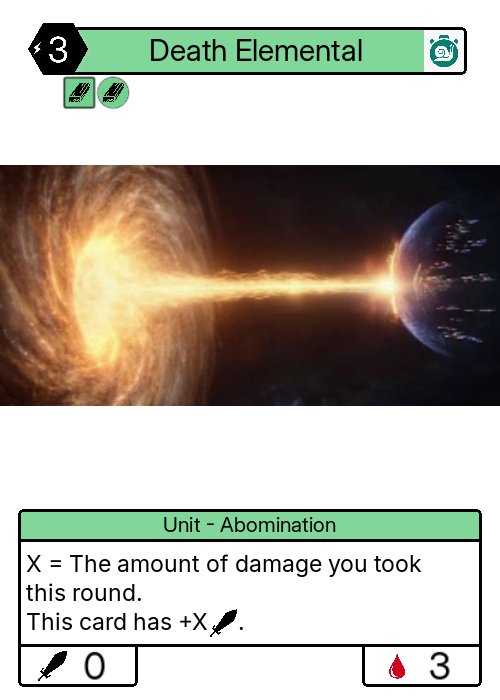 3
Death Elemental
Unit - Abomination
X = The amount of damage you took
this round.
This card has +X.
0
3